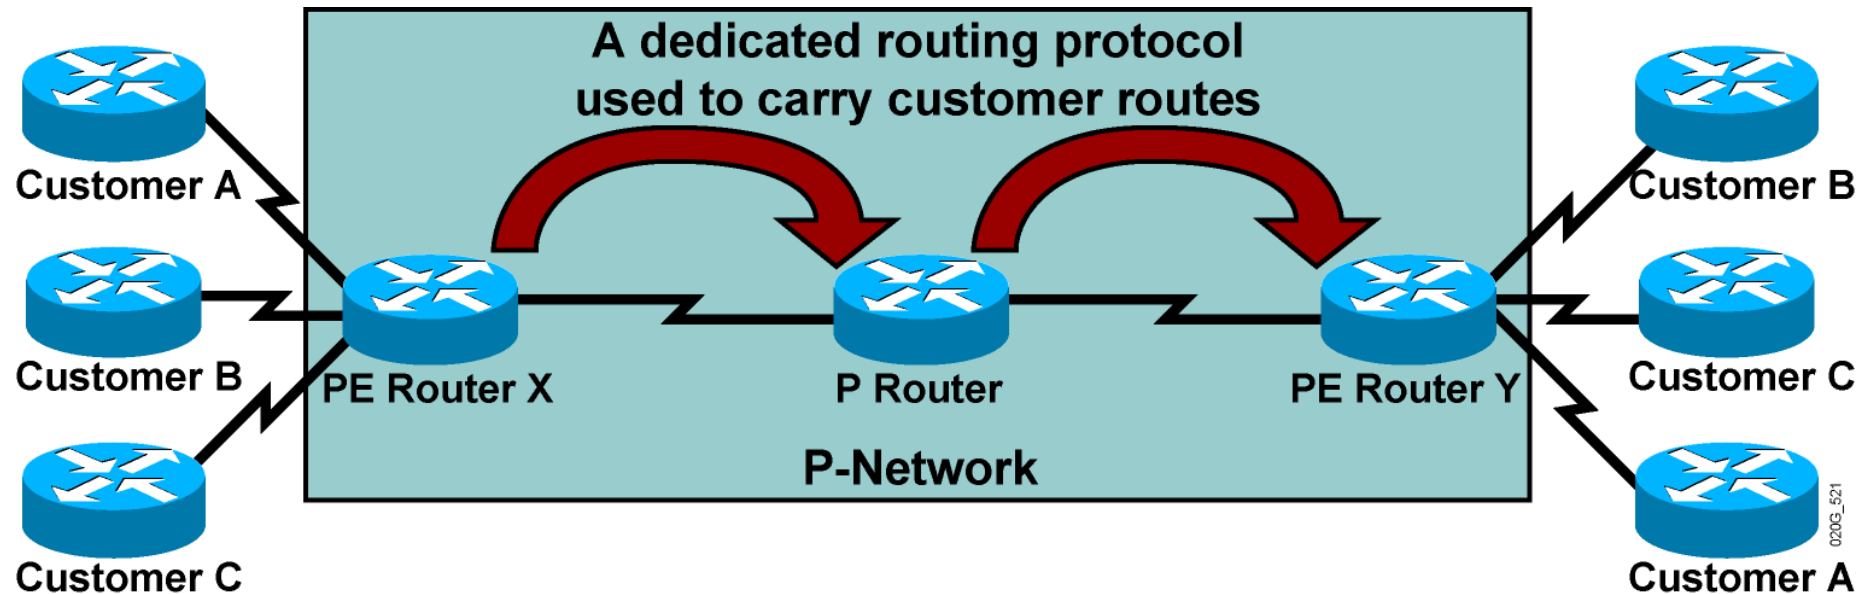 A dedicated routing protocol
used to carry customer routes
Customer A
Customer B
Customer B
Customer C
PE Router X
P Router
PE Router Y
Customer C
P-Network
Customer A
020G_521